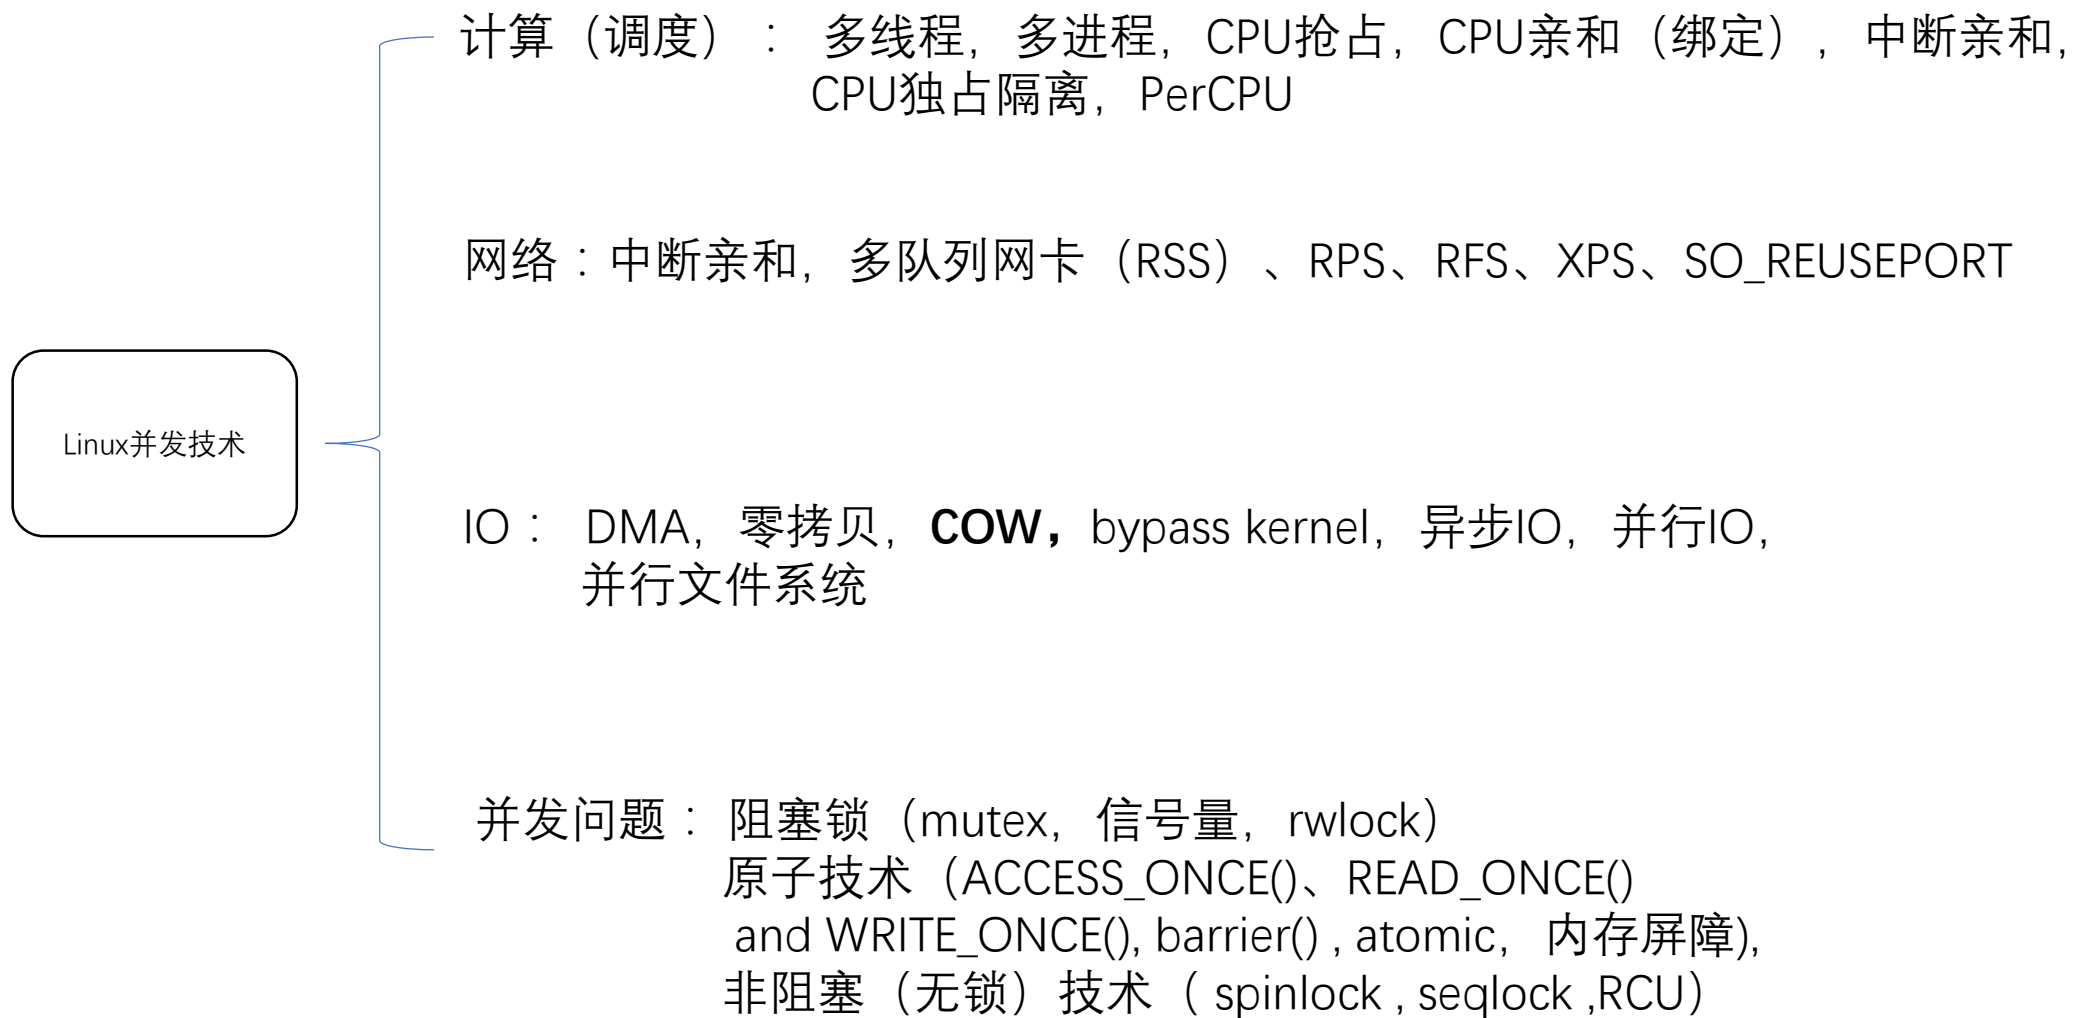 计算（调度）： 多线程，多进程，CPU抢占，CPU亲和（绑定），中断亲和，
CPU独占隔离，PerCPU
网络：中断亲和，多队列网卡（RSS）、RPS、RFS、XPS、SO_REUSEPORT
Linux并发技术
IO： DMA，零拷贝，COW，bypass kernel，异步IO，并行IO，
并行文件系统
并发问题：阻塞锁（mutex，信号量，rwlock）
原子技术（ACCESS_ONCE()、READ_ONCE()
and WRITE_ONCE(), barrier() , atomic，内存屏障),
非阻塞（无锁）技术（ spinlock , seqlock ,RCU）